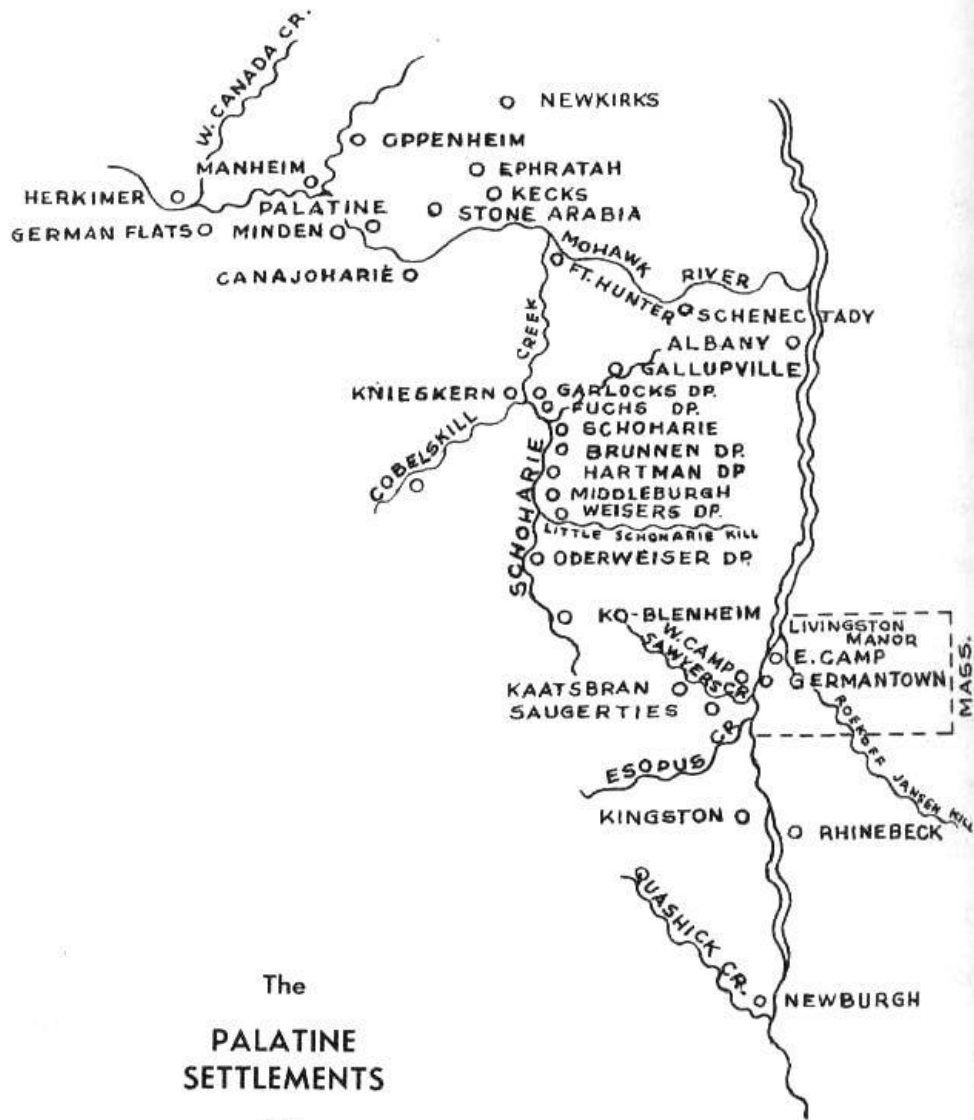 W. CANADA CR.
NEWKIRKS
OPPENHEIM
MANHEIM
EPHRATAH
HERKIMER
KECKS
PALATINE
STONE ARABIA
GERMAN FLATS
MINDEN
MOHAWK RIVER
CANAJOHARIE
FT. HUNTER
SCHENECTADY
CREEK
ALBANY
GALLUPVILLE
KNIESKERN
GARLOCKS DP.
FUCHS DP.
SCHOHARIE
COBELSKILL
BRUNNEN DP.
HARTMAN DP
SCHOHARIE
MIDDLEBURGH
WEISERS DP.
LITTLE SCHOHARIE KILL
ODERWEISER DP.
KO-BLENHEIM
LIVINGSTON
MANOR
W. CAMP
E. CAMP
MASS.
SAWYERS CR.
KAATSBRAN
GERMANTOWN
SAUGERTIES
ROEKOFF JANSEN KILL
ESOPUS CR.
KINGSTON
RHINEBECK
QUASHICK CR.
NEWBURGH
The
PALATINE
SETTLEMENTS